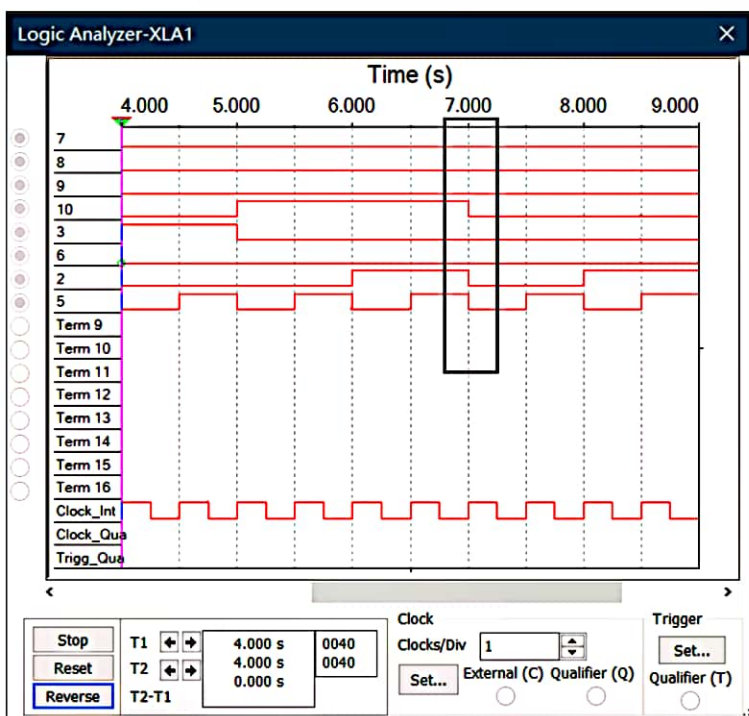 Logic Analyzer-XLA1
Time (s)
4.000 5.000 6.000 7.000 8.000 9.000
7
8
9
10
3
6
2
5
Term 9
Term 10
Term 11
Term 12
Term 13
Term 14
Term 15
Term 16
Clock_Int
Clock_Qua
Trigg_Qua
Stop
Reset
Reverse
T1 4.000 s 0040
T2 4.000 s 0040
T2-T1 0.000 s
Clock
Clocks/Div 1
Set... External (C) Qualifier (Q)
Trigger
Set...
Qualifier (T)